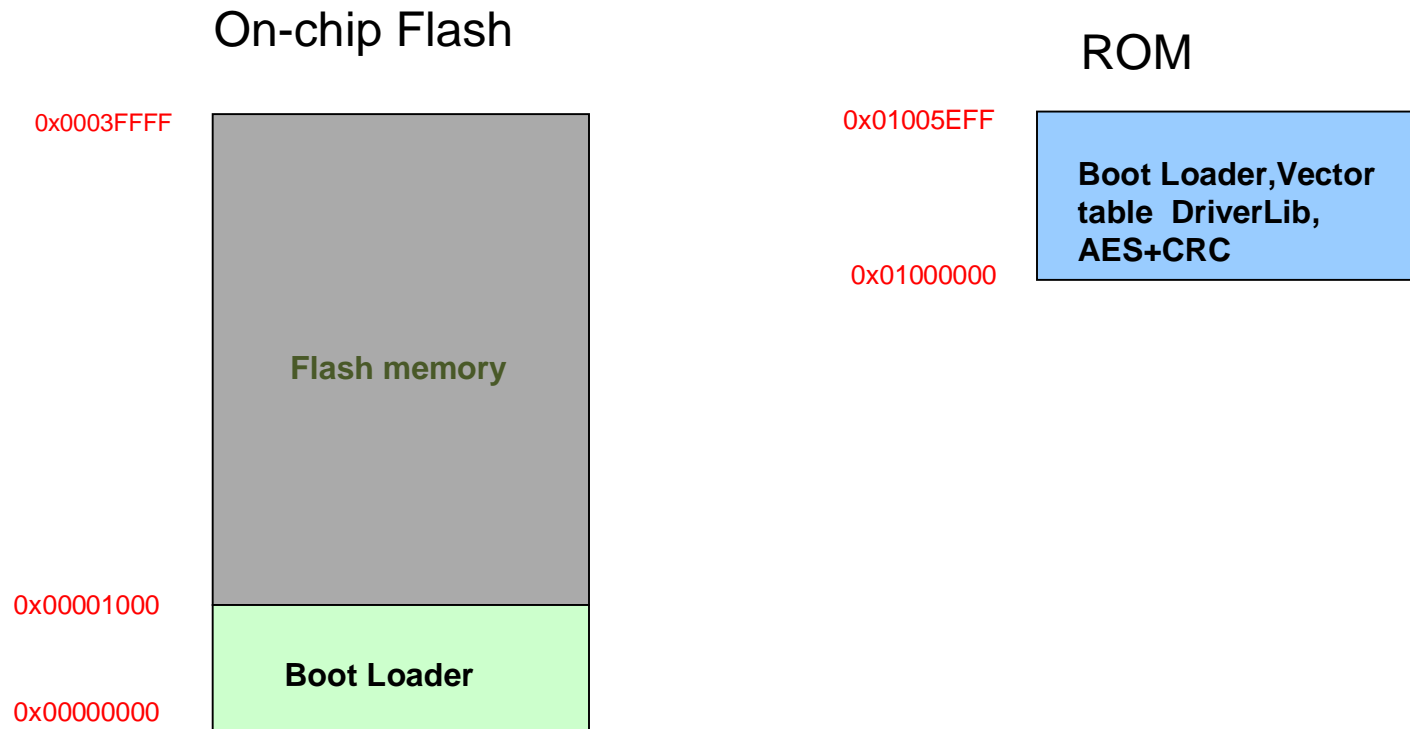 On-chip Flash
0x0003FFFF
Flash memory
0x00001000
Boot Loader
0x00000000
ROM
0x01005EFF
Boot Loader,Vector
table DriverLib,
AES+CRC
0x01000000